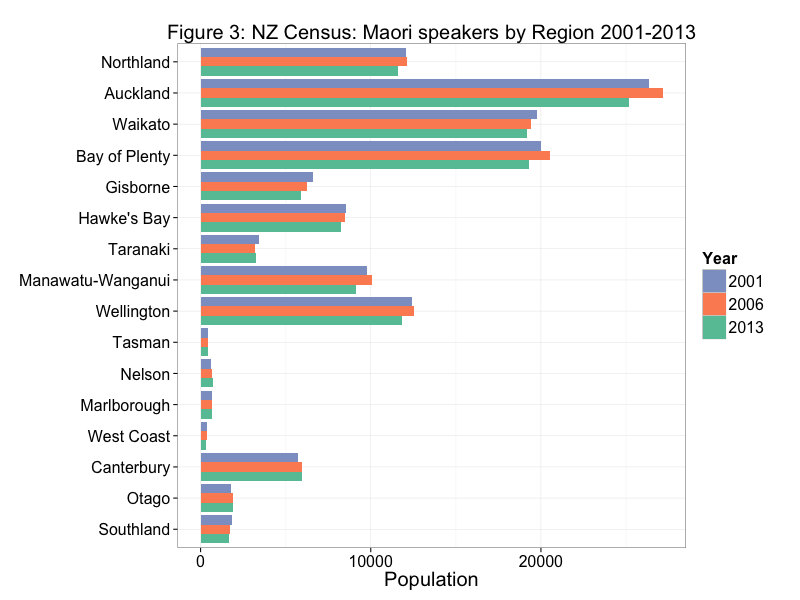 Figure 3: NZ Census: Maori speakers by Region 2001-2013
Northland
Auckland
Waikato
Bay of Plenty
Gisborne
Hawke's Bay
Taranaki
Manawatu-Wanganui
Wellington
Tasman
Nelson
Marlborough
West Coast
Canterbury
Otago
Southland
0 10000 20000
Population
Year
2001
2006
2013